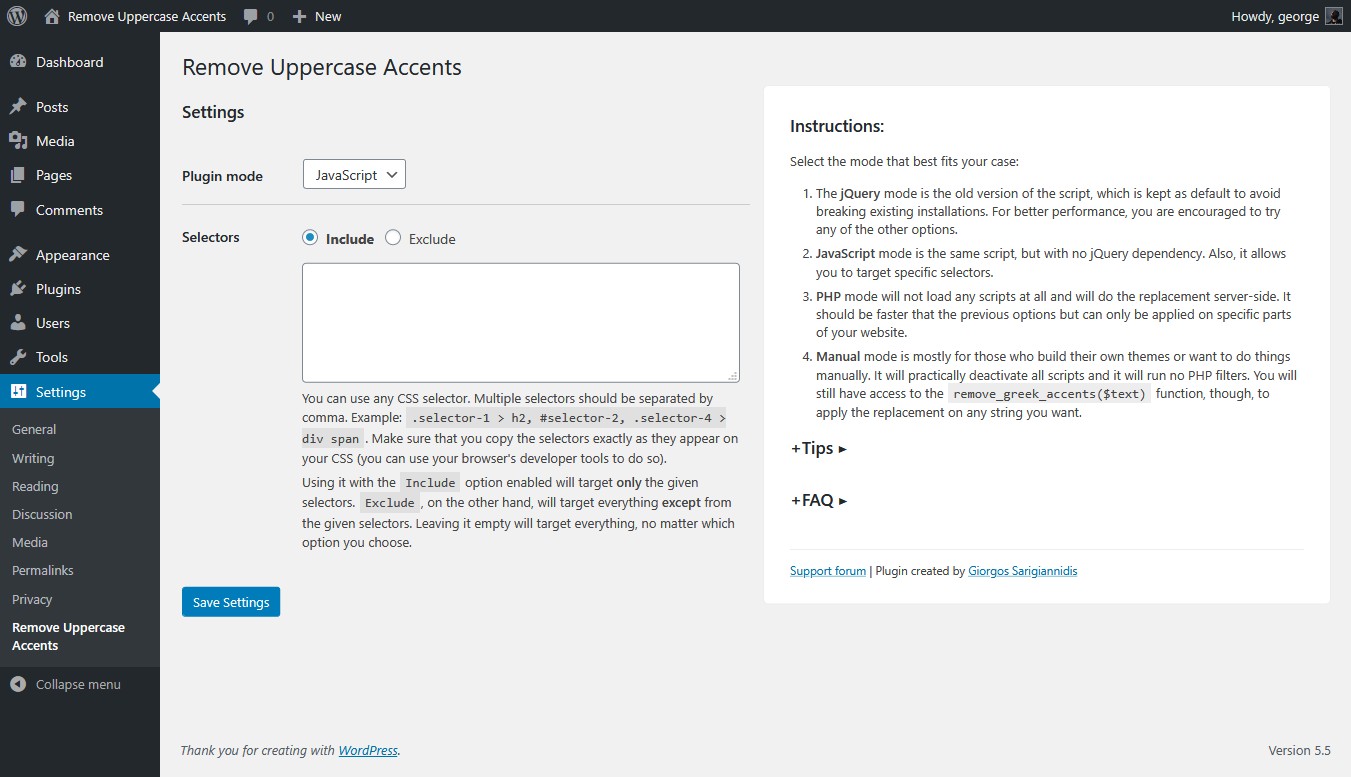 Remove Uppercase Accents
0
New
Howdy, george
Dashboard
Posts
Media
Pages
Comments
Appearance
Plugins
Users
Tools
Settings
General
Writing
Reading
Discussion
Media
Permalinks
Privacy
Remove Uppercase
Accents
Collapse menu
Remove Uppercase Accents
Settings
Plugin mode
JavaScript
Selectors
Include
Exclude
You can use any CSS selector. Multiple selectors should be separated by
comma. Example: .selector-1 > h2, #selector-2, .selector-4 >
div span . Make sure that you copy the selectors exactly as they appear on
your CSS (you can use your browser's developer tools to do so).
Using it with the Include option enabled will target only the given
selectors. Exclude , on the other hand, will target everything except from
the given selectors. Leaving it empty will target everything, no matter which
option you choose.
Save Settings
Instructions:
Select the mode that best fits your case:
1. The jQuery mode is the old version of the script, which is kept as default to avoid
breaking existing installations. For better performance, you are encouraged to try
any of the other options.
2. JavaScript mode is the same script, but with no jQuery dependency. Also, it allows
you to target specific selectors.
3. PHP mode will not load any scripts at all and will do the replacement server-side. It
should be faster that the previous options but can only be applied on specific parts
of your website.
4. Manual mode is mostly for those who build their own themes or want to do things
manually. It will practically deactivate all scripts and it will run no PHP filters. You will
still have access to the remove_greek_accents($text) function, though, to
apply the replacement on any string you want.
+Tips ►
+FAQ ►
Support forum | Plugin created by Giorgos Sarigiannidis
Thank you for creating with WordPress.
Version 5.5